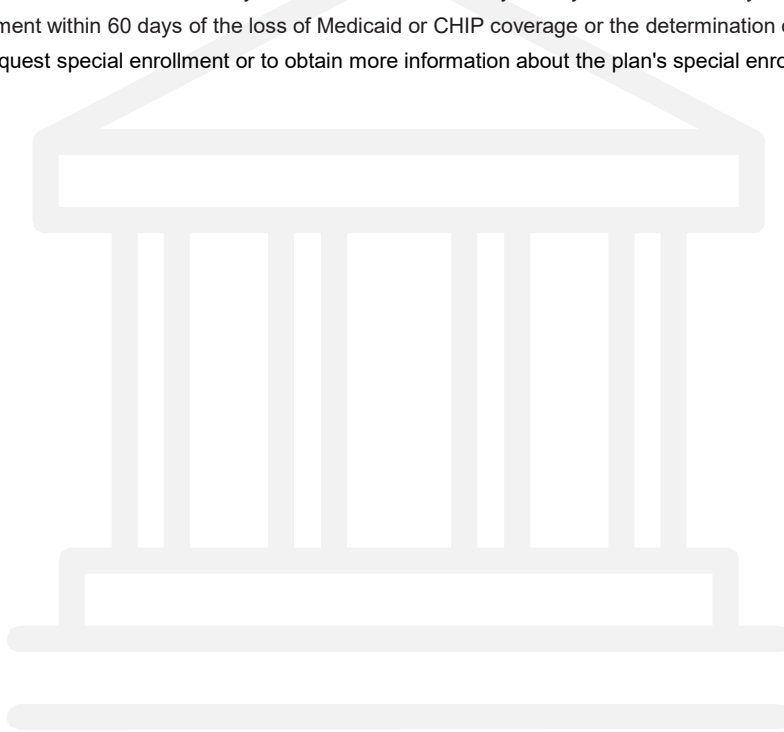 ment within 60 days of the loss of Medicaid or CHIP coverage or the determination
quest special enrollment or to obtain more information about the plan's special